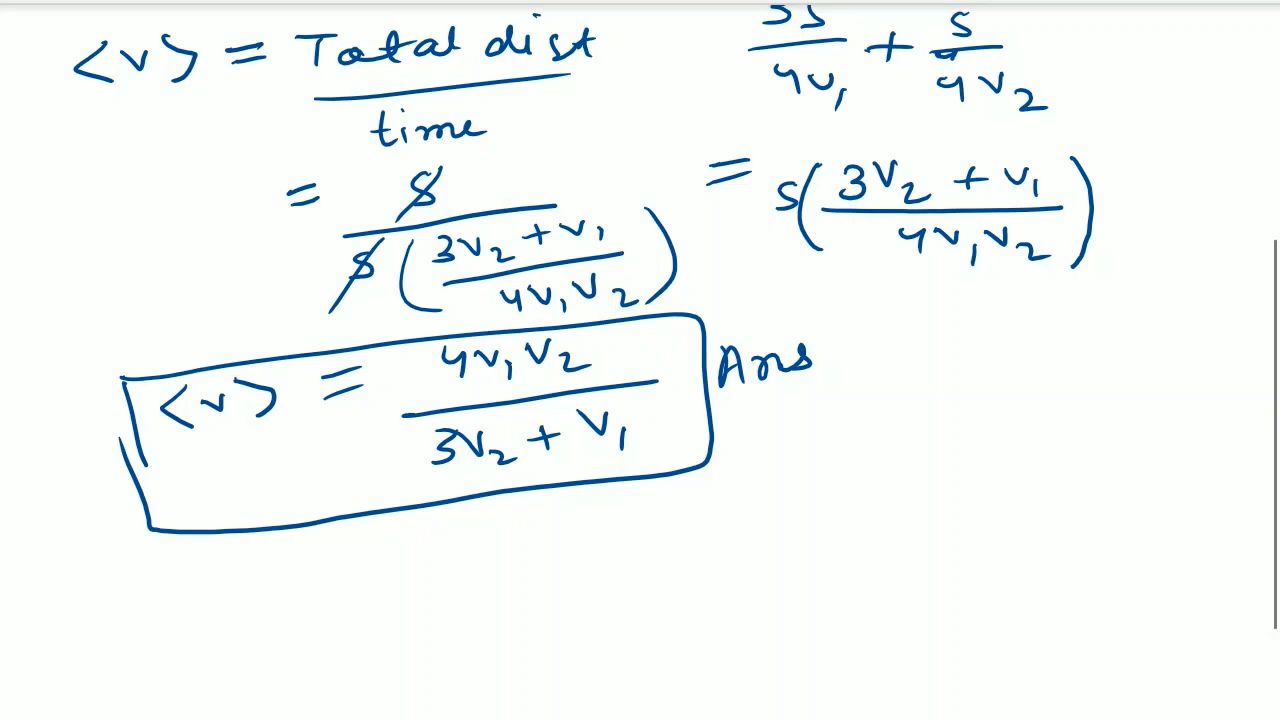 <v> = Total dist / time
= s / s(3v₂ + v₁ / 4v₁v₂)
<v> = 4v₁v₂ / 3v₂ + v₁ Ans
3s/4v₁ + s/4v₂
= s(3v₂ + v₁ / 4v₁v₂)